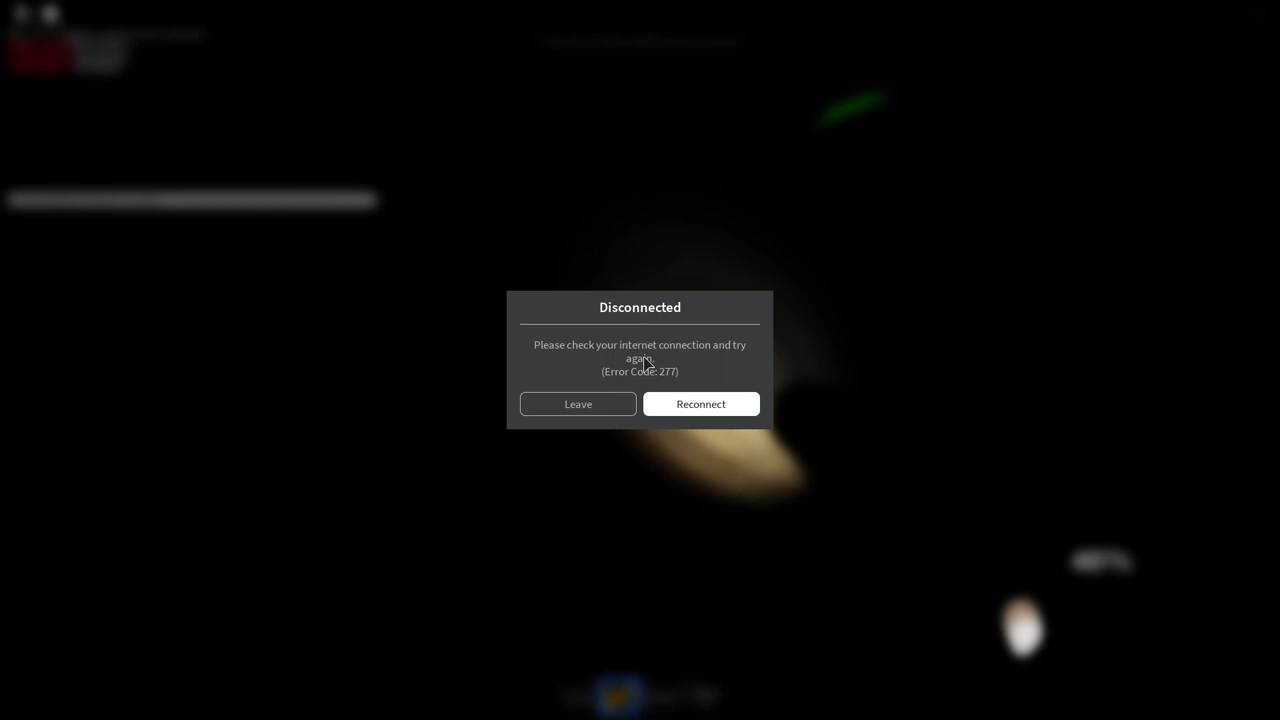 Disconnected
Please check your internet connection and try
again.
(Error Code: 277)
Leave
Reconnect